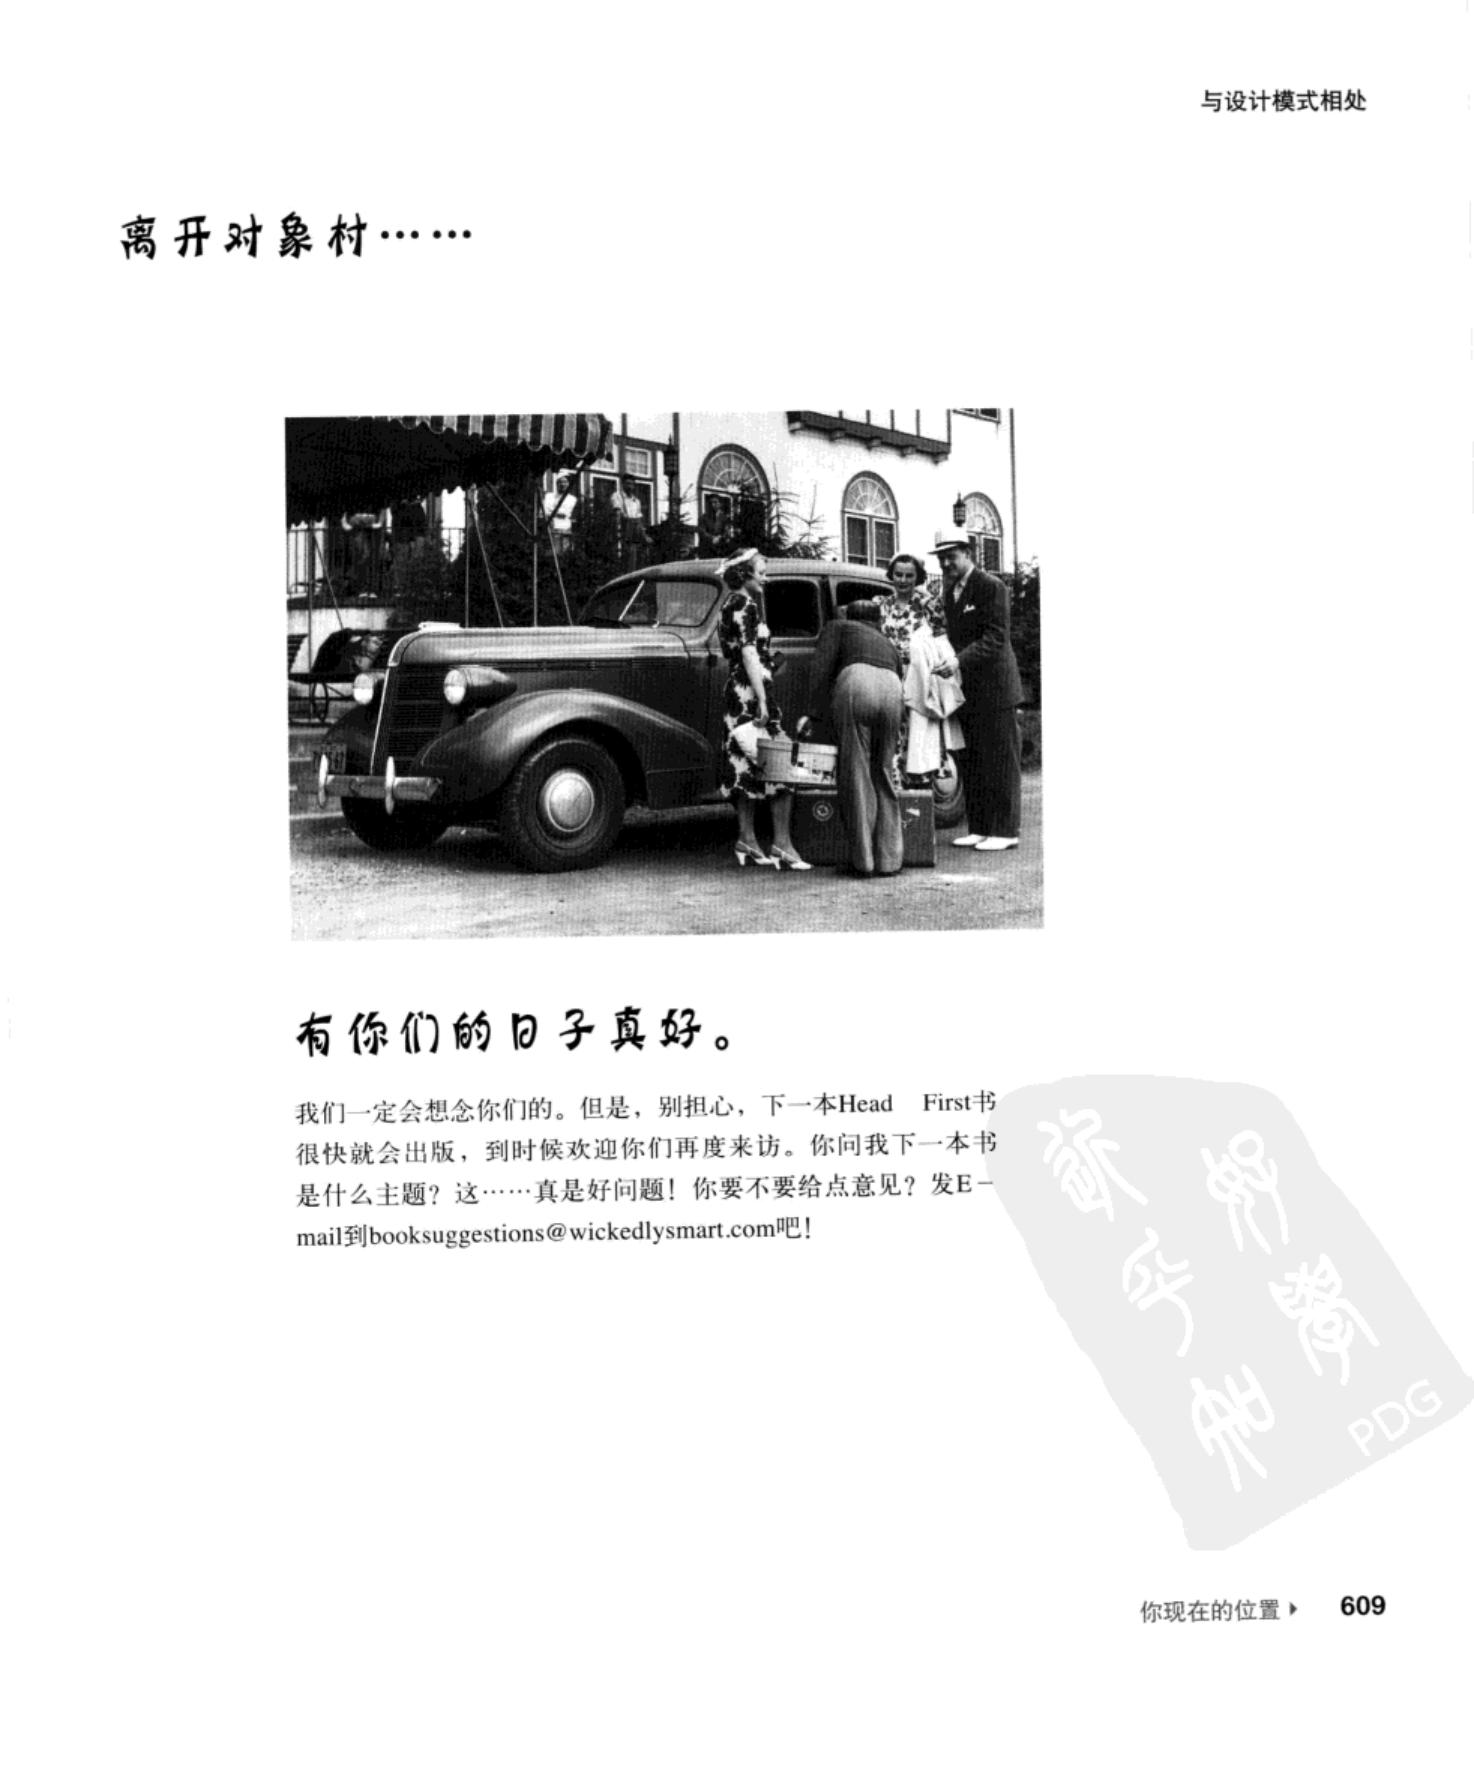 与设计模式相处
离开对象村……
有你们的日子真好。
我们一定会想念你们的。但是，别担心，下一本Head First书
很快就会出版，到时候欢迎你们再度来访。你问我下一本书
是什么主题？这……真是好问题！你要不要给点意见？发E－
mail到booksuggestions@wickedlysmart.com吧！
PDG
你现在的位置▶ 609